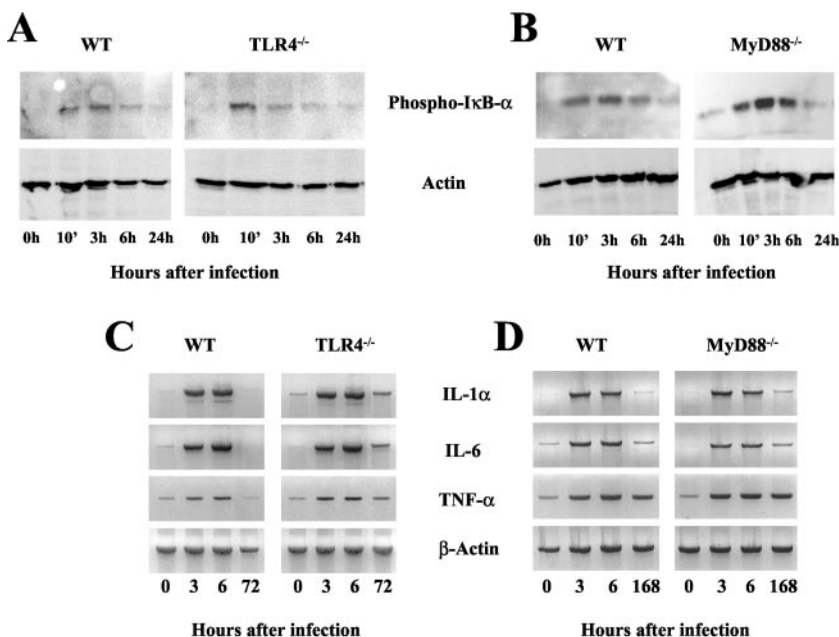 A
WT TLR4-/-
B
WT MyD88-/-
Phospho-IκB-α
Actin
0h 10' 3h 6h 24h 0h 10' 3h 6h 24h
Hours after infection
0h 10' 3h 6h 24h 0h 10' 3h 6h 24h
Hours after infection
C
WT TLR4-/-
D
WT MyD88-/-
IL-1α
IL-6
TNF-α
β-Actin
0 3 6 72 0 3 6 72
Hours after infection
0 3 6 168 0 3 6 168
Hours after infection